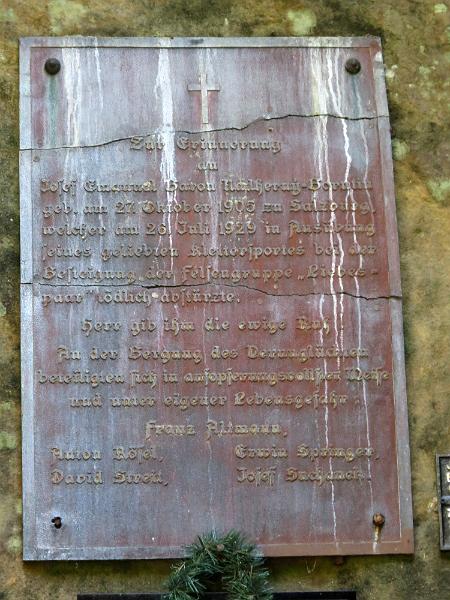 Zur Erinnerung
an
Josef Emanuel Baron Nádherny-Borutin
geb. am 27. Oktober 1905 zu Salzburg,
welcher am 26. Juli 1929 in Ausübung
seines geliebten Klettersportes bei der
Besteigung der Felsengruppe „Liebes-
paar" tödlich abstürzte.
Herr gib ihm die ewige Ruh
An der Bergung des Verunglückten
beteiligten sich in aufopferungsvollster Weise
und unter eigener Lebensgefahr:
Franz Altmann,
Anton Rösel, Erwin Springer,
David Josef Suchanek.